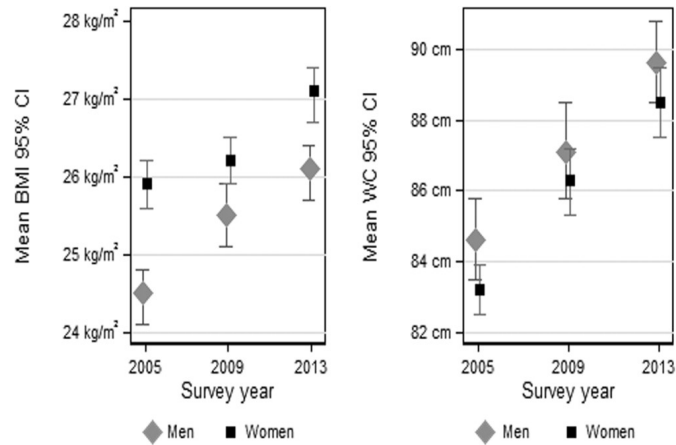 Mean BMI 95% CI
28 kg/m²
27 kg/m²
26 kg/m²
25 kg/m²
24 kg/m²
2005 2009 2013
Survey year
Men Women
Mean WC 95% CI
90 cm
88 cm
86 cm
84 cm
82 cm
2005 2009 2013
Survey year
Men Women